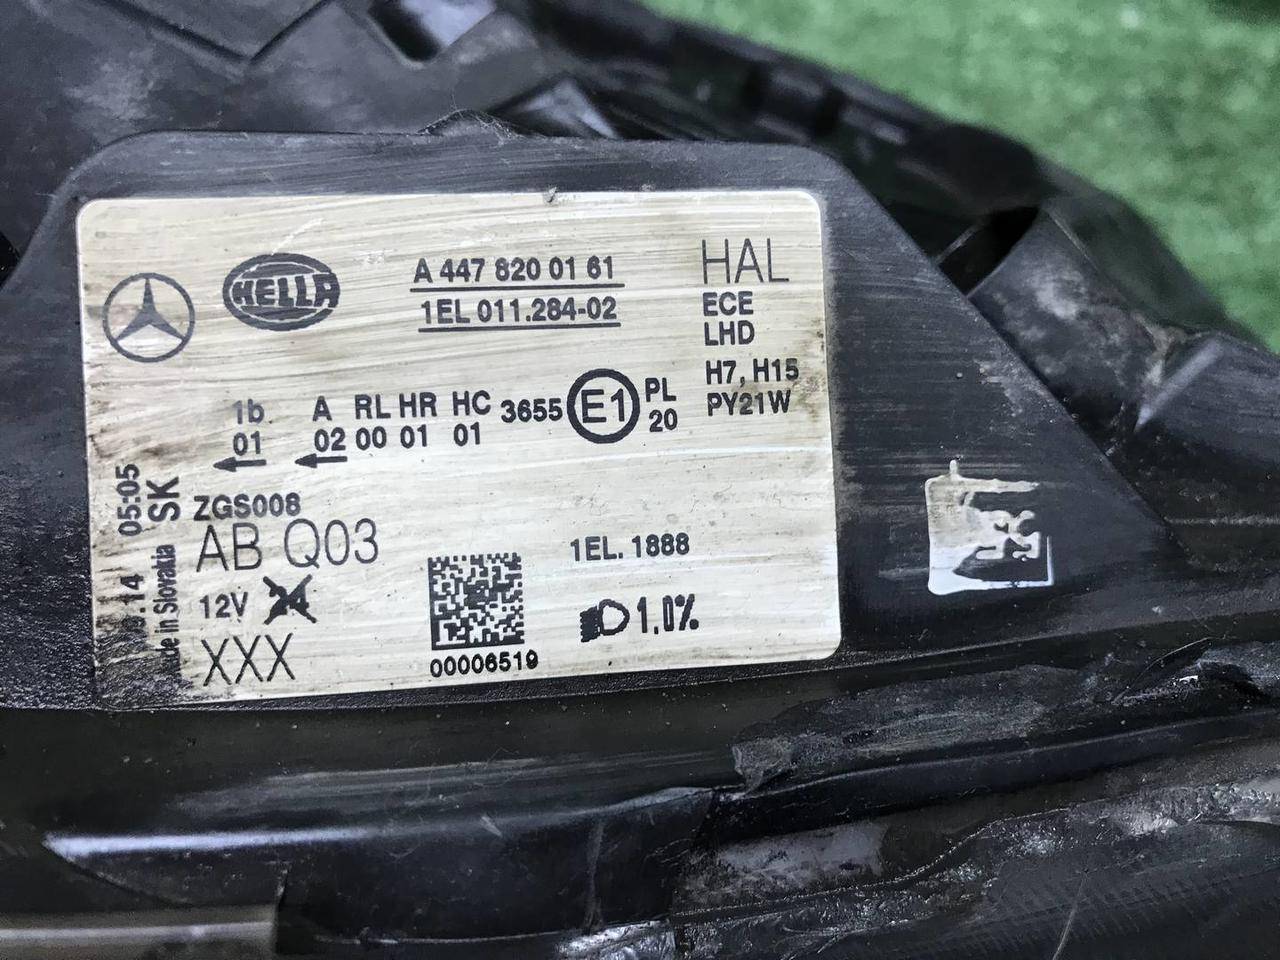 HELLA
A 447 820 01 61
1EL 011.284-02
HAL
ECE
LHD
H7, H15
PY21W
1b A RL HR HC 3655 E1 PL
01 02 00 01 01 20
05:05
SK
ZGS008
AB Q03
.14
de in Slovakia
12V
XXX
00006519
1EL. 1888
1.0%